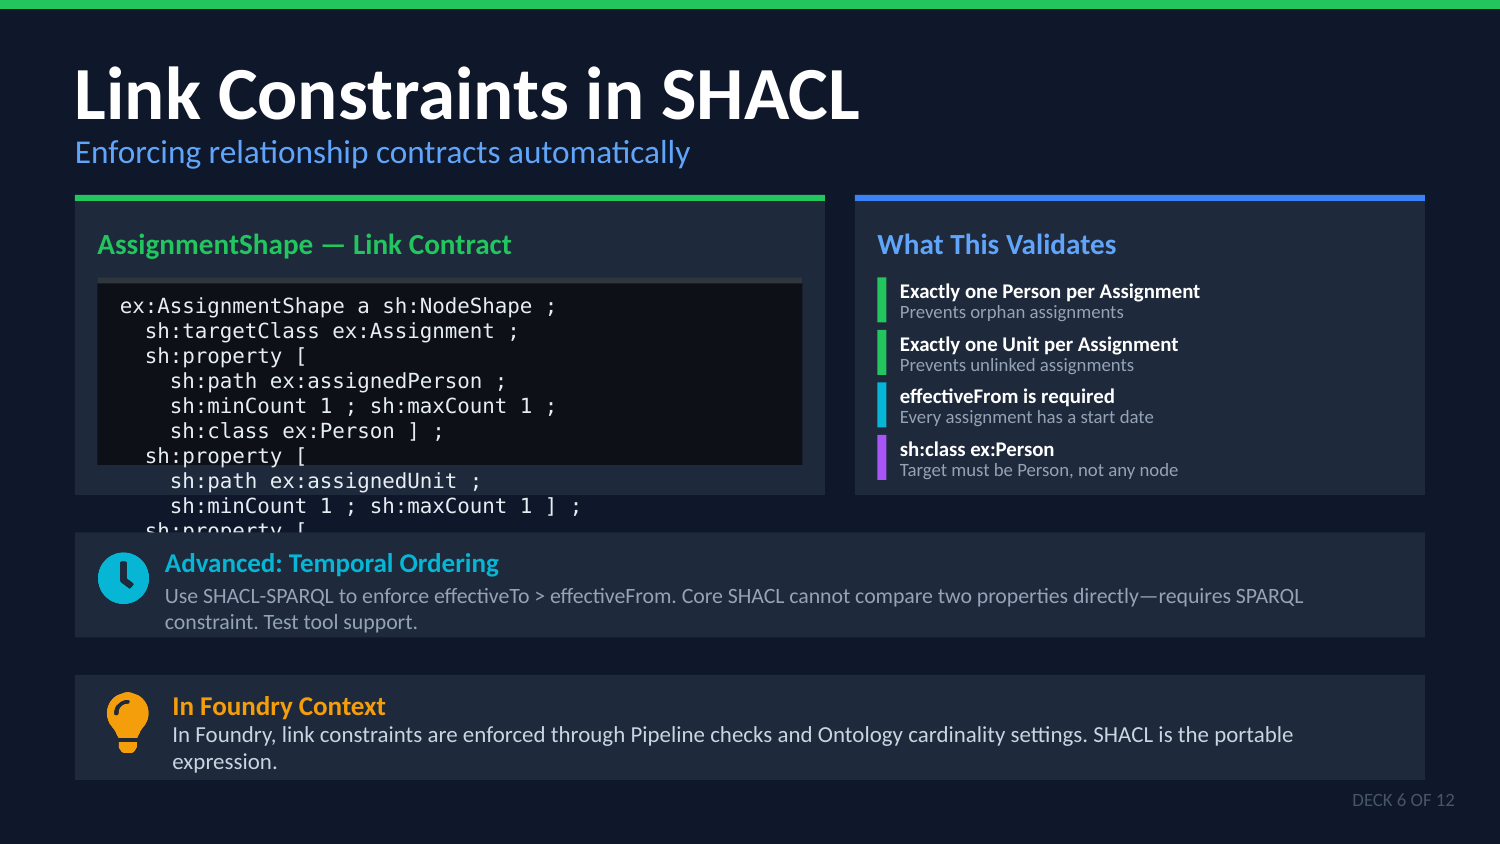 Link Constraints in SHACL
Enforcing relationship contracts automatically
AssignmentShape — Link Contract
ex:AssignmentShape a sh:NodeShape ;
  sh:targetClass ex:Assignment ;
  sh:property [
    sh:path ex:assignedPerson ;
    sh:minCount 1 ; sh:maxCount 1 ;
    sh:class ex:Person ] ;
  sh:property [
    sh:path ex:assignedUnit ;
    sh:minCount 1 ; sh:maxCount 1 ] ;
  sh:property [
What This Validates
Exactly one Person per Assignment
Prevents orphan assignments
Exactly one Unit per Assignment
Prevents unlinked assignments
effectiveFrom is required
Every assignment has a start date
sh:class ex:Person
Target must be Person, not any node
Advanced: Temporal Ordering
Use SHACL-SPARQL to enforce effectiveTo > effectiveFrom. Core SHACL cannot compare two properties directly—requires SPARQL
constraint. Test tool support.
In Foundry Context
In Foundry, link constraints are enforced through Pipeline checks and Ontology cardinality settings. SHACL is the portable
expression.
DECK 6 OF 12